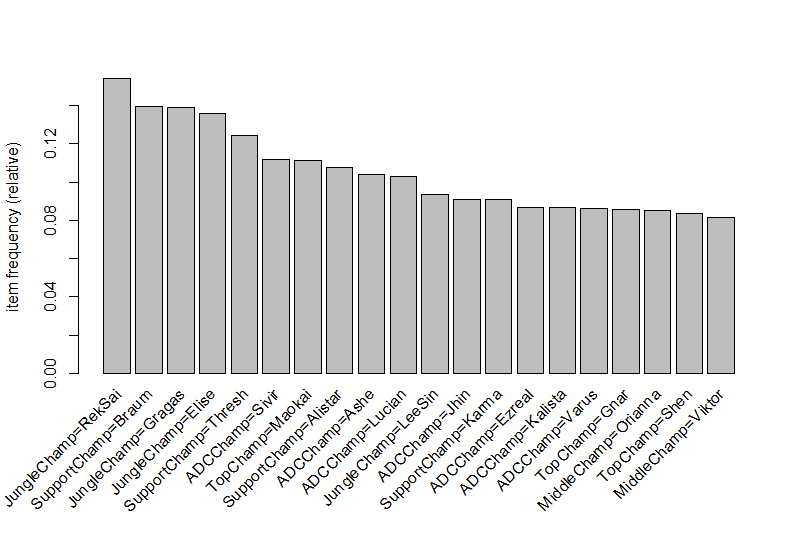 item frequency (relative)
0.00
0.04
0.08
0.12
JungleChamp=RekSai
SupportChamp=Braum
JungleChamp=Gragas
JungleChamp=Elise
SupportChamp=Thresh
ADCChamp=Sivir
TopChamp=Maokai
SupportChamp=Alistar
ADCChamp=Ashe
ADCChamp=Lucian
JungleChamp=LeeSin
ADCChamp=Jhin
SupportChamp=Karma
ADCChamp=Ezreal
ADCChamp=Kalista
ADCChamp=Varus
TopChamp=Gnar
MiddleChamp=Orianna
TopChamp=Shen
MiddleChamp=Viktor